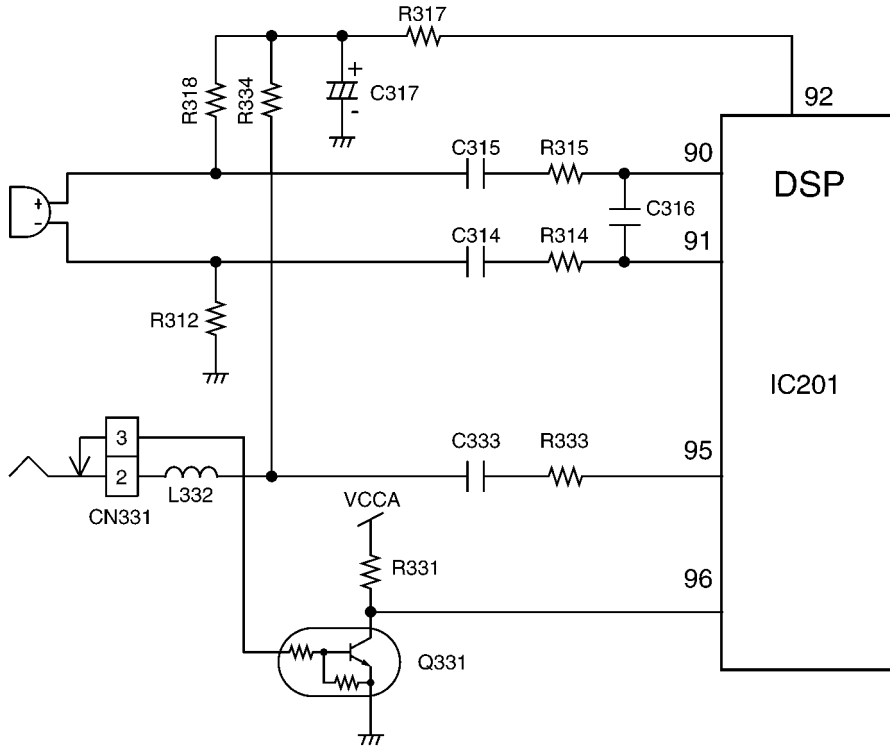 R317
R318
R334
+
C317
-
92
C315
R315
90
DSP
+
-
C316
C314
R314
91
R312
IC201
3
C333
R333
95
2
L332
CN331
VCCA
R331
96
Q331